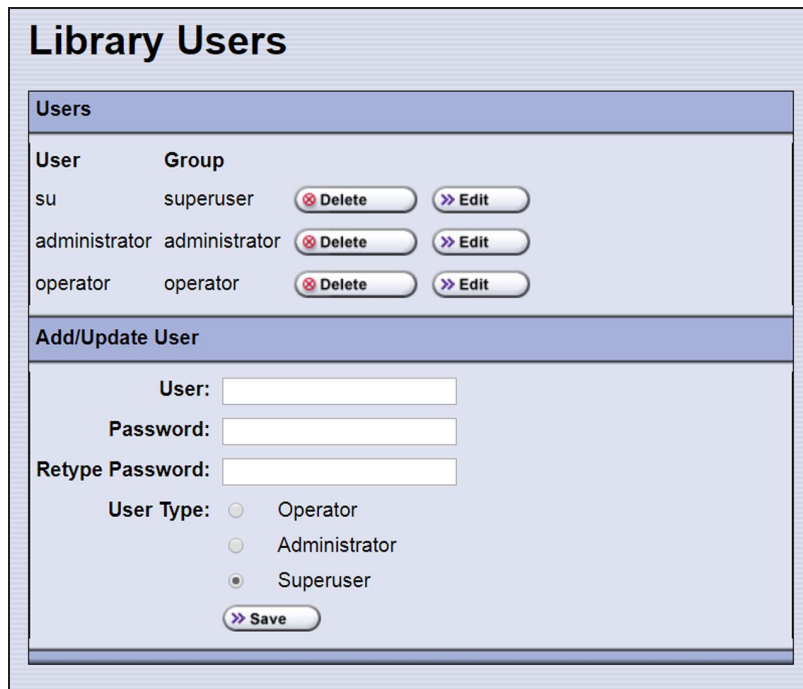 Library Users
Users
User Group
su superuser Delete Edit
administrator administrator Delete Edit
operator operator Delete Edit
Add/Update User
User:
Password:
Retype Password:
User Type: Operator
Administrator
Superuser
Save